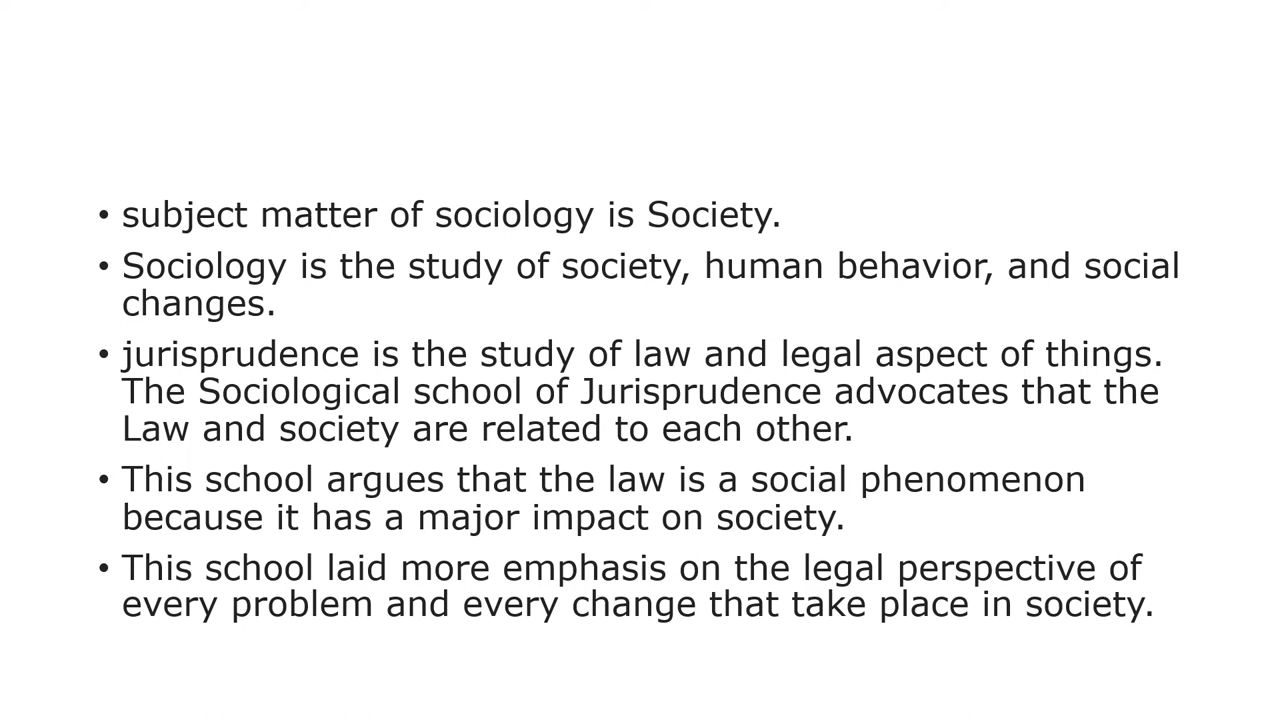 • subject matter of sociology is Society.
• Sociology is the study of society, human behavior, and social
changes.
• jurisprudence is the study of law and legal aspect of things.
The Sociological school of Jurisprudence advocates that the
Law and society are related to each other.
• This school argues that the law is a social phenomenon
because it has a major impact on society.
• This school laid more emphasis on the legal perspective of
every problem and every change that take place in society.